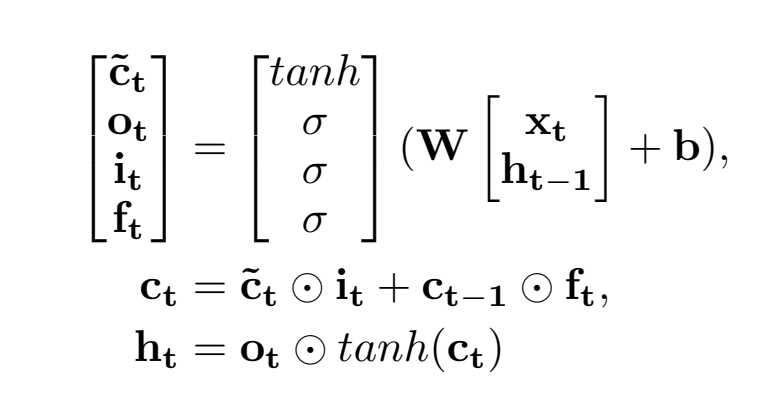 [c̃ₜ; oₜ; iₜ; fₜ] = [tanh; σ; σ; σ] (W [xₜ; hₜ₋₁] + b),
cₜ = c̃ₜ ⊙ iₜ + cₜ₋₁ ⊙ fₜ,
hₜ = oₜ ⊙ tanh(cₜ)